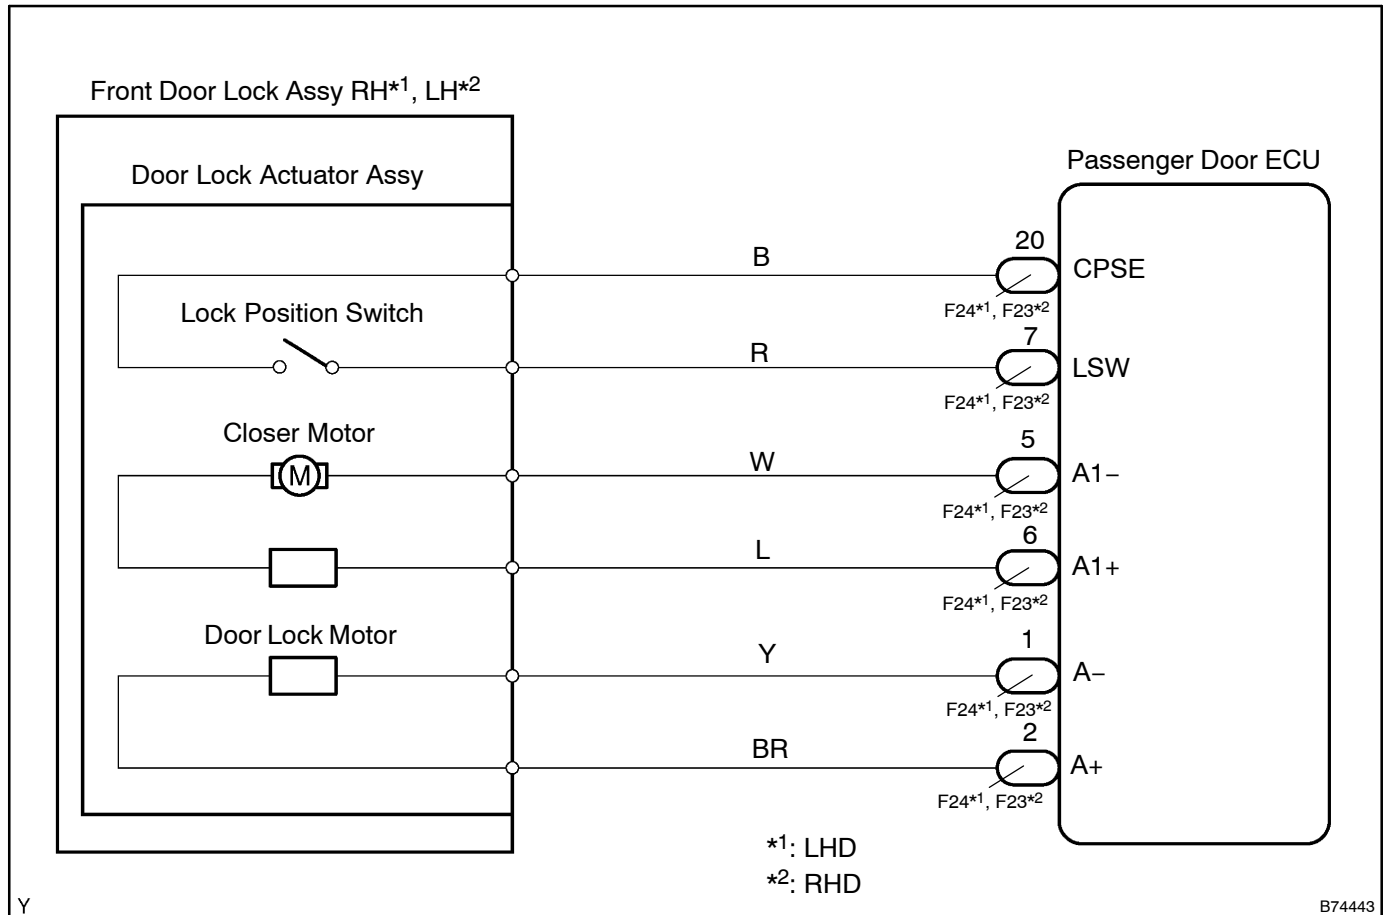 Front Door Lock Assy RH*1, LH*2
Door Lock Actuator Assy
Passenger Door ECU
B
20
CPSE
F24*1, F23*2
Lock Position Switch
R
7
LSW
F24*1, F23*2
Closer Motor
M
W
5
A1−
F24*1, F23*2
L
6
A1+
F24*1, F23*2
Door Lock Motor
Y
1
A−
F24*1, F23*2
BR
2
A+
F24*1, F23*2
*1: LHD
*2: RHD
Y
B74443